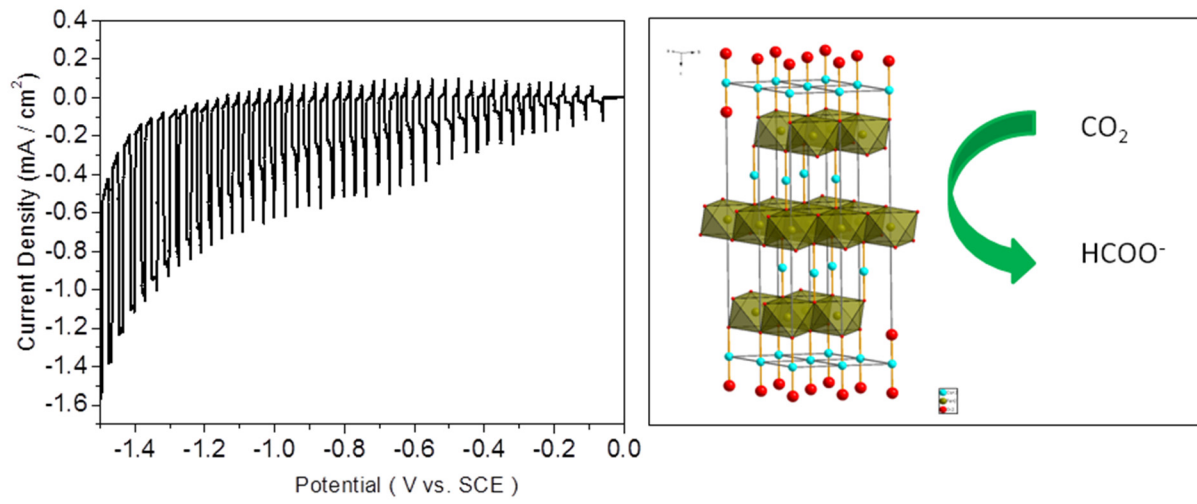 0.4
0.2
0.0
-0.2
-0.4
-0.6
-0.8
-1.0
-1.2
-1.4
-1.6
Current Density (mA / cm²)
-1.4 -1.2 -1.0 -0.8 -0.6 -0.4 -0.2 0.0
Potential ( V vs. SCE )
CO₂
HCOO⁻